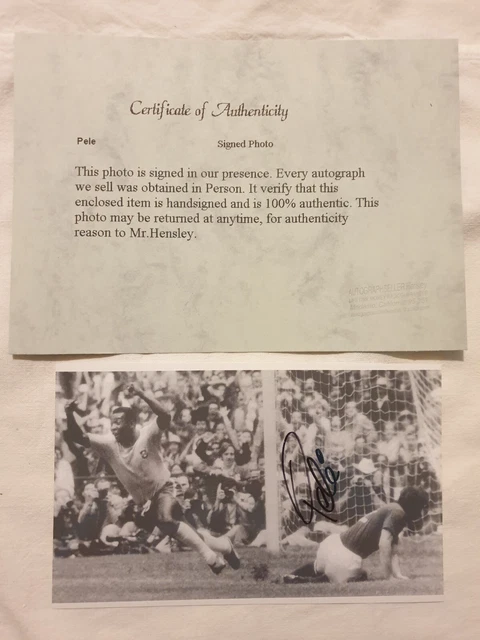 Certificate of Authenticity
Pele Signed Photo
This photo is signed in our presence. Every autograph
we sell was obtained in Person. It verify that this
enclosed item is handsigned and is 100% authentic. This
photo may be returned at anytime, for authenticity
reason to Mr.Hensley.
Pelé